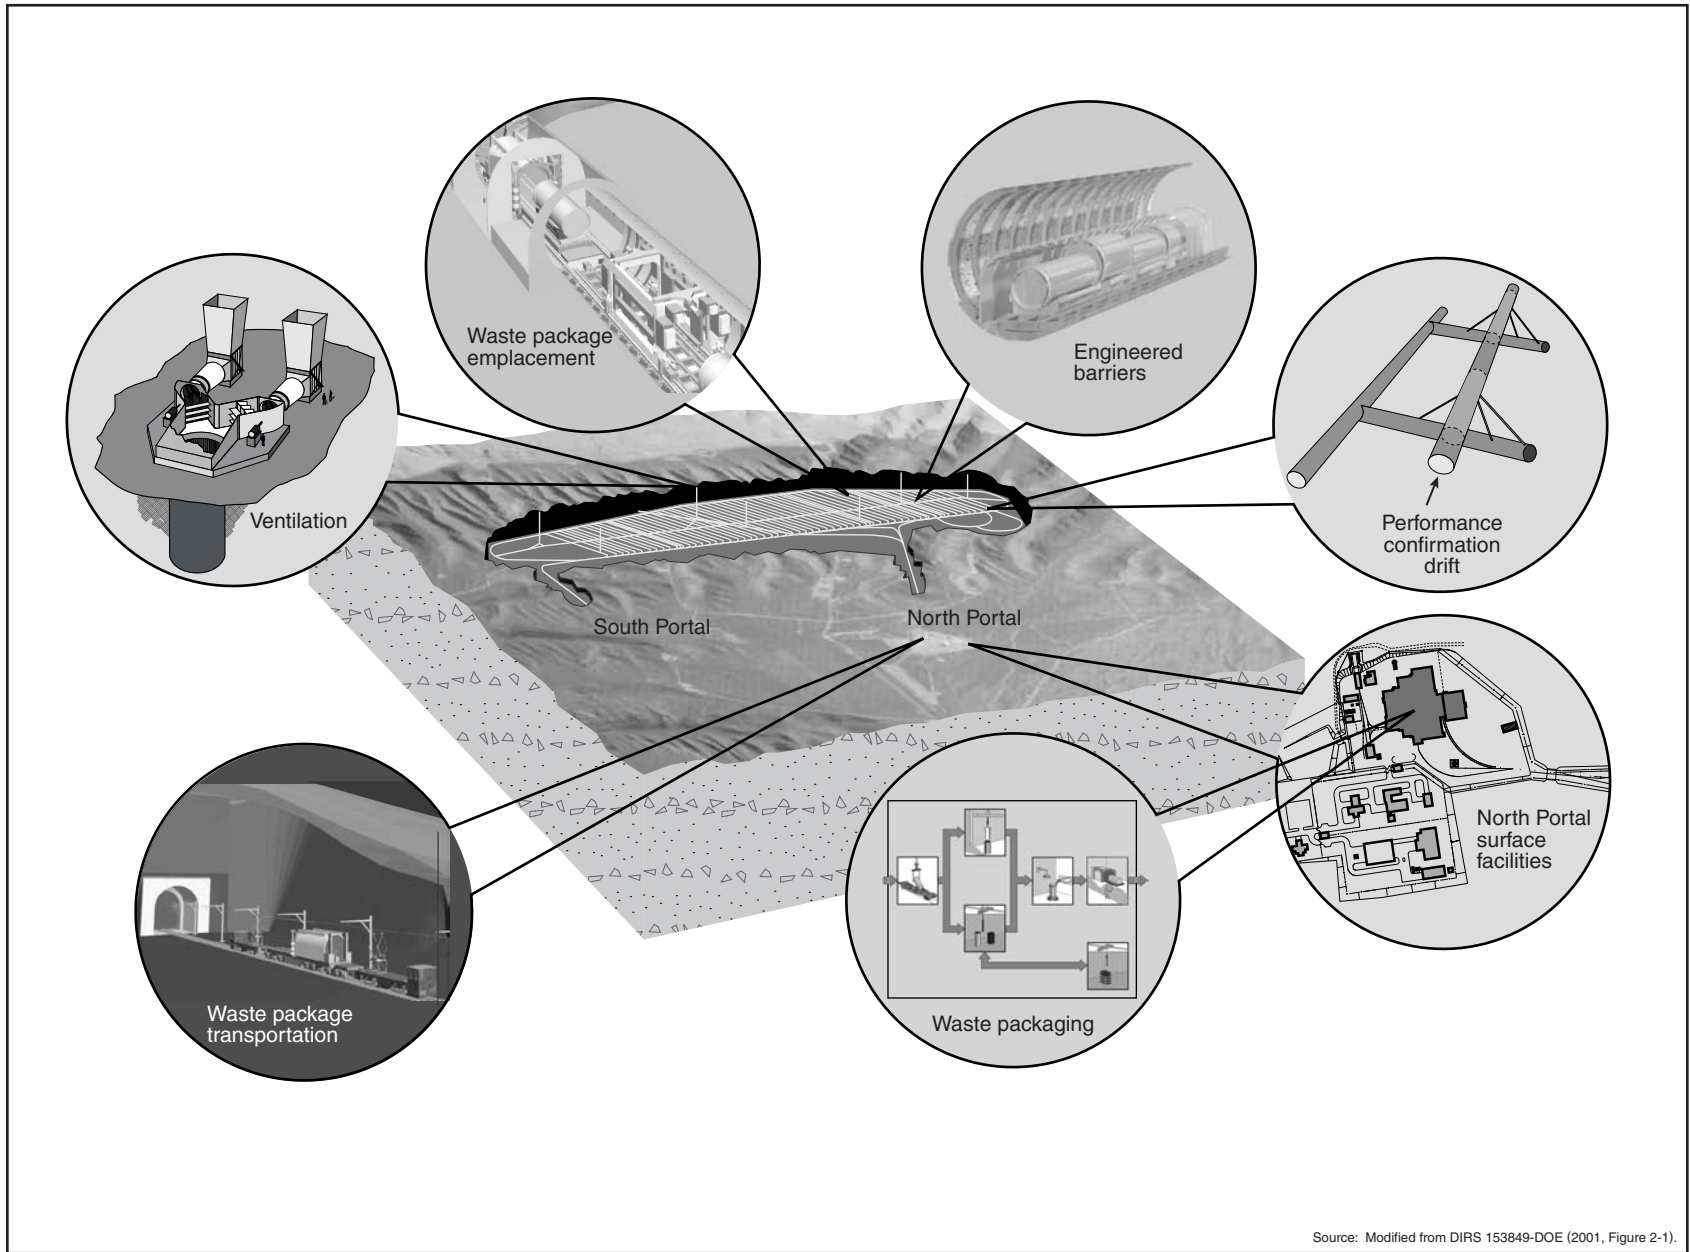 Waste package
emplacement
Engineered
barriers
Ventilation
Performance
confirmation
drift
South Portal
North Portal
North Portal
surface
facilities
Waste package
transportation
Waste packaging
Source:  Modified from DIRS 153849-DOE (2001, Figure 2-1).